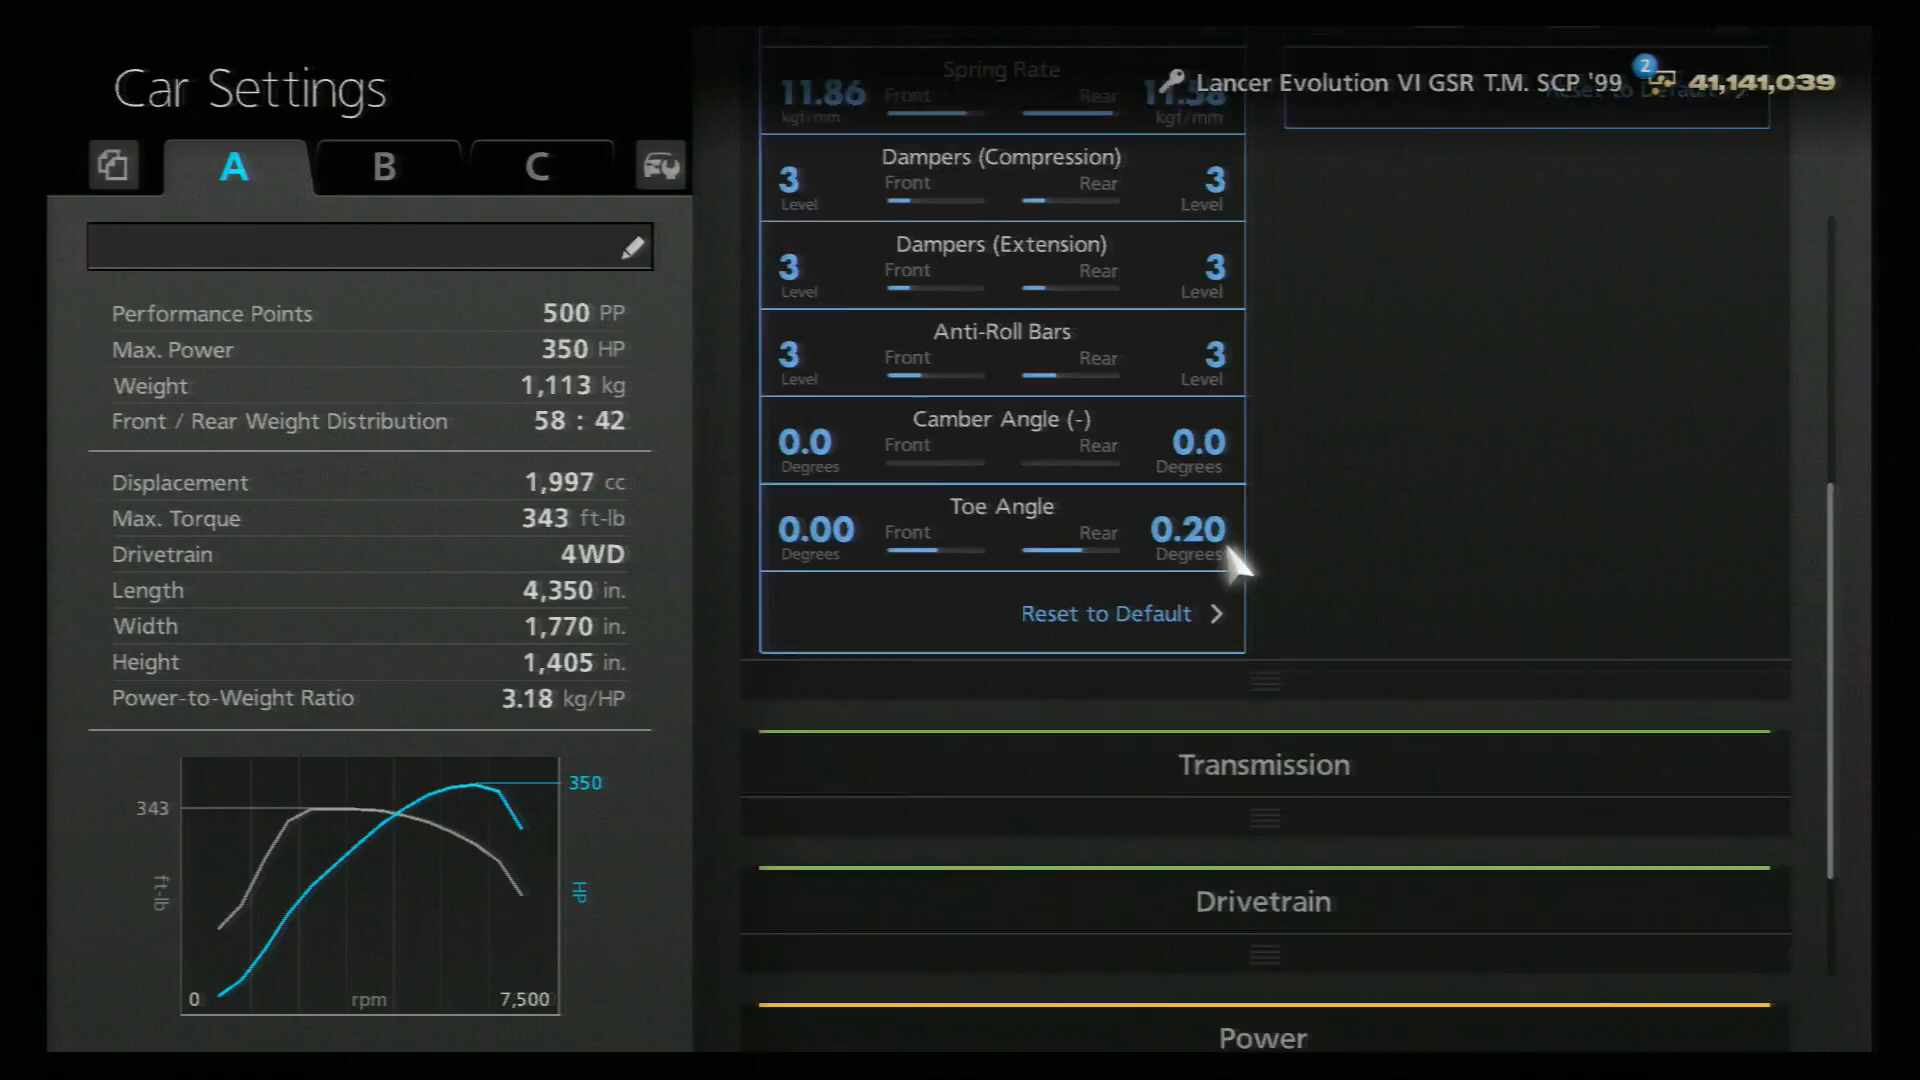 Car Settings
Lancer Evolution VI GSR T.M. SCP '99
2
41,141,039
A
B
C
Performance Points 500 PP
Max. Power 350 HP
Weight 1,113 kg
Front / Rear Weight Distribution 58 : 42
Displacement 1,997 cc
Max. Torque 343 ft-lb
Drivetrain 4WD
Length 4,350 in.
Width 1,770 in.
Height 1,405 in.
Power-to-Weight Ratio 3.18 kg/HP
350
343
ft-lb
HP
0 rpm 7,500
Spring Rate
11.86 Front Rear 11.58
kgf/mm kgf/mm
Reset to Default
Dampers (Compression)
3 Front Rear 3
Level Level
Dampers (Extension)
3 Front Rear 3
Level Level
Anti-Roll Bars
3 Front Rear 3
Level Level
Camber Angle (-)
0.0 Front Rear 0.0
Degrees Degrees
Toe Angle
0.00 Front Rear 0.20
Degrees Degrees
Reset to Default
Transmission
Drivetrain
Power